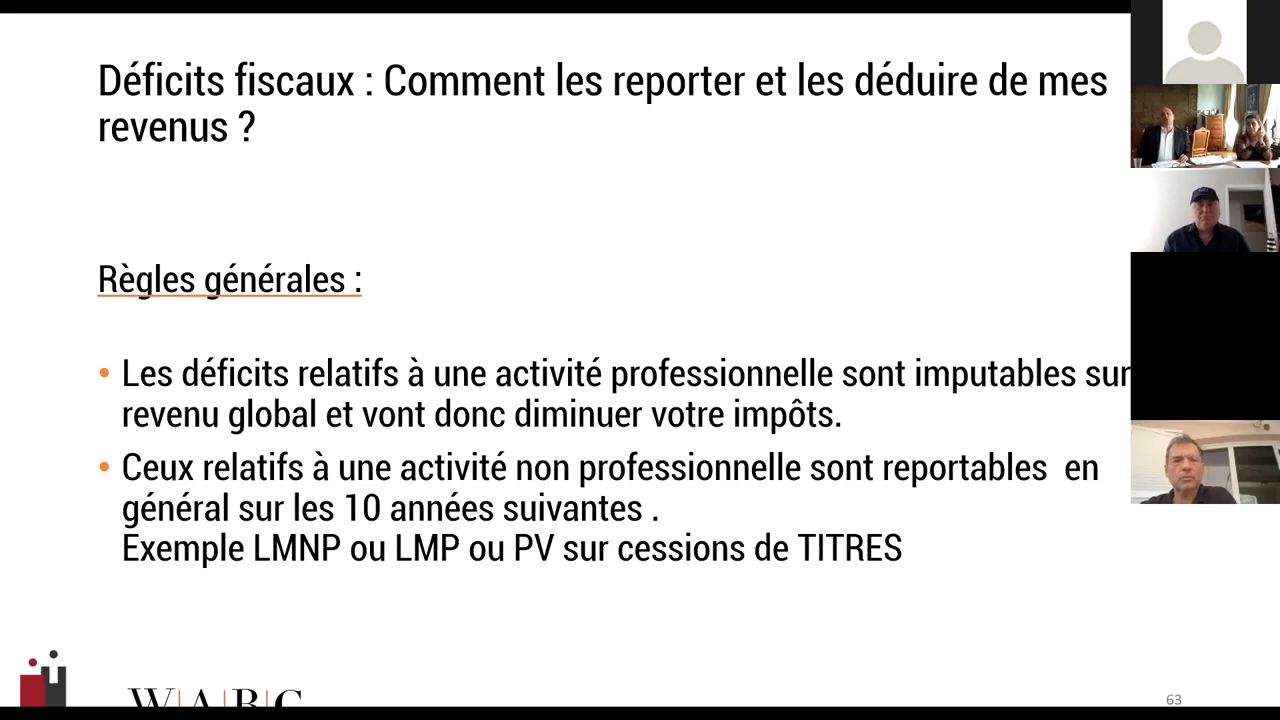 Déficits fiscaux : Comment les reporter et les déduire de mes
revenus ?
Règles générales :
• Les déficits relatifs à une activité professionnelle sont imputables sur
revenu global et vont donc diminuer votre impôts.
• Ceux relatifs à une activité non professionnelle sont reportables  en
général sur les 10 années suivantes .
Exemple LMNP ou LMP ou PV sur cessions de TITRES
W|A|B|C
63